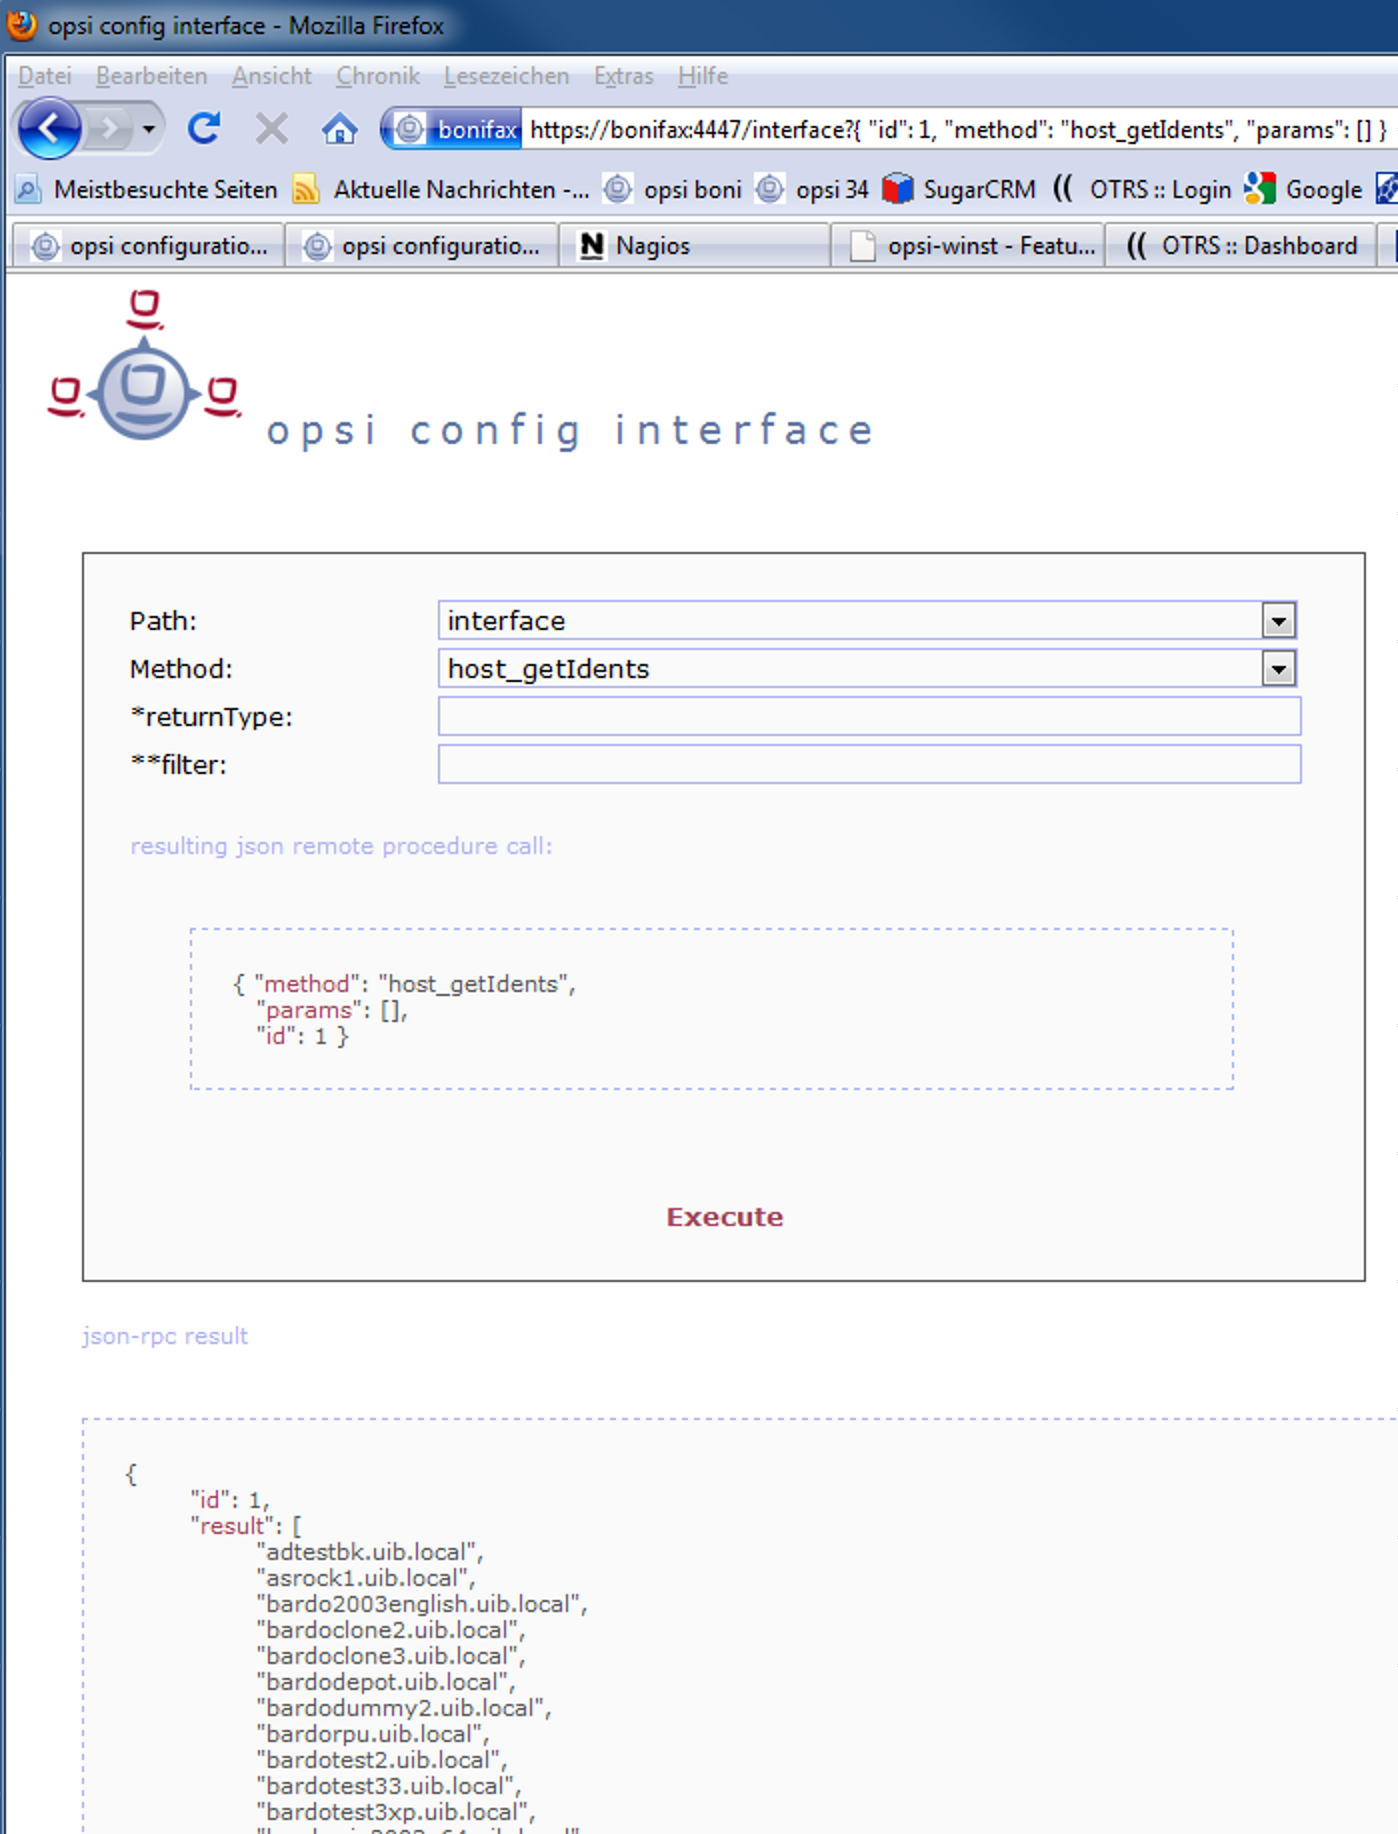 opsi config interface - Mozilla Firefox
Datei Bearbeiten Ansicht Chronik Lesezeichen Extras Hilfe
bonifax https://bonifax:4447/interface?{ "id": 1, "method": "host_getIdents", "params": [] }
Meistbesuchte Seiten Aktuelle Nachrichten -... opsi boni opsi 34 SugarCRM OTRS :: Login Google
opsi configuratio... opsi configuratio... Nagios opsi-winst - Featu... OTRS :: Dashboard
opsi config interface
Path: interface
Method: host_getIdents
*returnType:
**filter:
resulting json remote procedure call:
{ "method": "host_getIdents",
"params": [],
"id": 1 }
Execute
json-rpc result
{
"id": 1,
"result": [
"adtestbk.uib.local",
"asrock1.uib.local",
"bardo2003english.uib.local",
"bardoclone2.uib.local",
"bardoclone3.uib.local",
"bardodepot.uib.local",
"bardodummy2.uib.local",
"bardorpu.uib.local",
"bardotest2.uib.local",
"bardotest33.uib.local",
"bardotest3xp.uib.local",